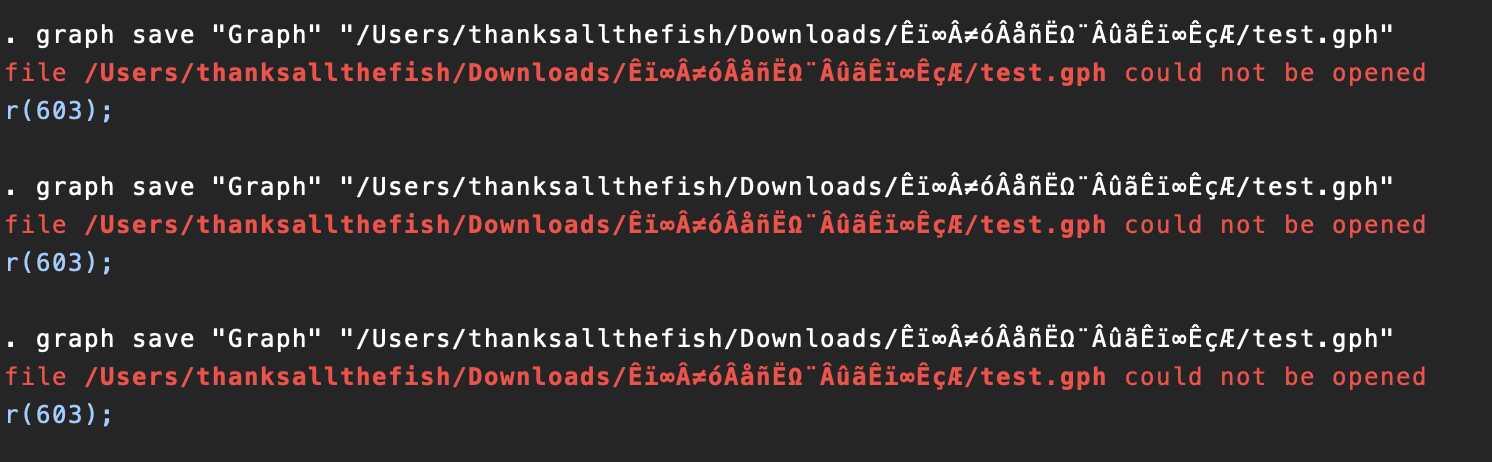 . graph save "Graph" "/Users/thanksallthefish/Downloads/Êï∞Â≠óÂåñËΩ¨ÂûãÊï∞ÊçÆ/test.gph"
file /Users/thanksallthefish/Downloads/Êï∞Â≠óÂåñËΩ¨ÂûãÊï∞ÊçÆ/test.gph could not be opened
r(603);
. graph save "Graph" "/Users/thanksallthefish/Downloads/Êï∞Â≠óÂåñËΩ¨ÂûãÊï∞ÊçÆ/test.gph"
file /Users/thanksallthefish/Downloads/Êï∞Â≠óÂåñËΩ¨ÂûãÊï∞ÊçÆ/test.gph could not be opened
r(603);
. graph save "Graph" "/Users/thanksallthefish/Downloads/Êï∞Â≠óÂåñËΩ¨ÂûãÊï∞ÊçÆ/test.gph"
file /Users/thanksallthefish/Downloads/Êï∞Â≠óÂåñËΩ¨ÂûãÊï∞ÊçÆ/test.gph could not be opened
r(603);